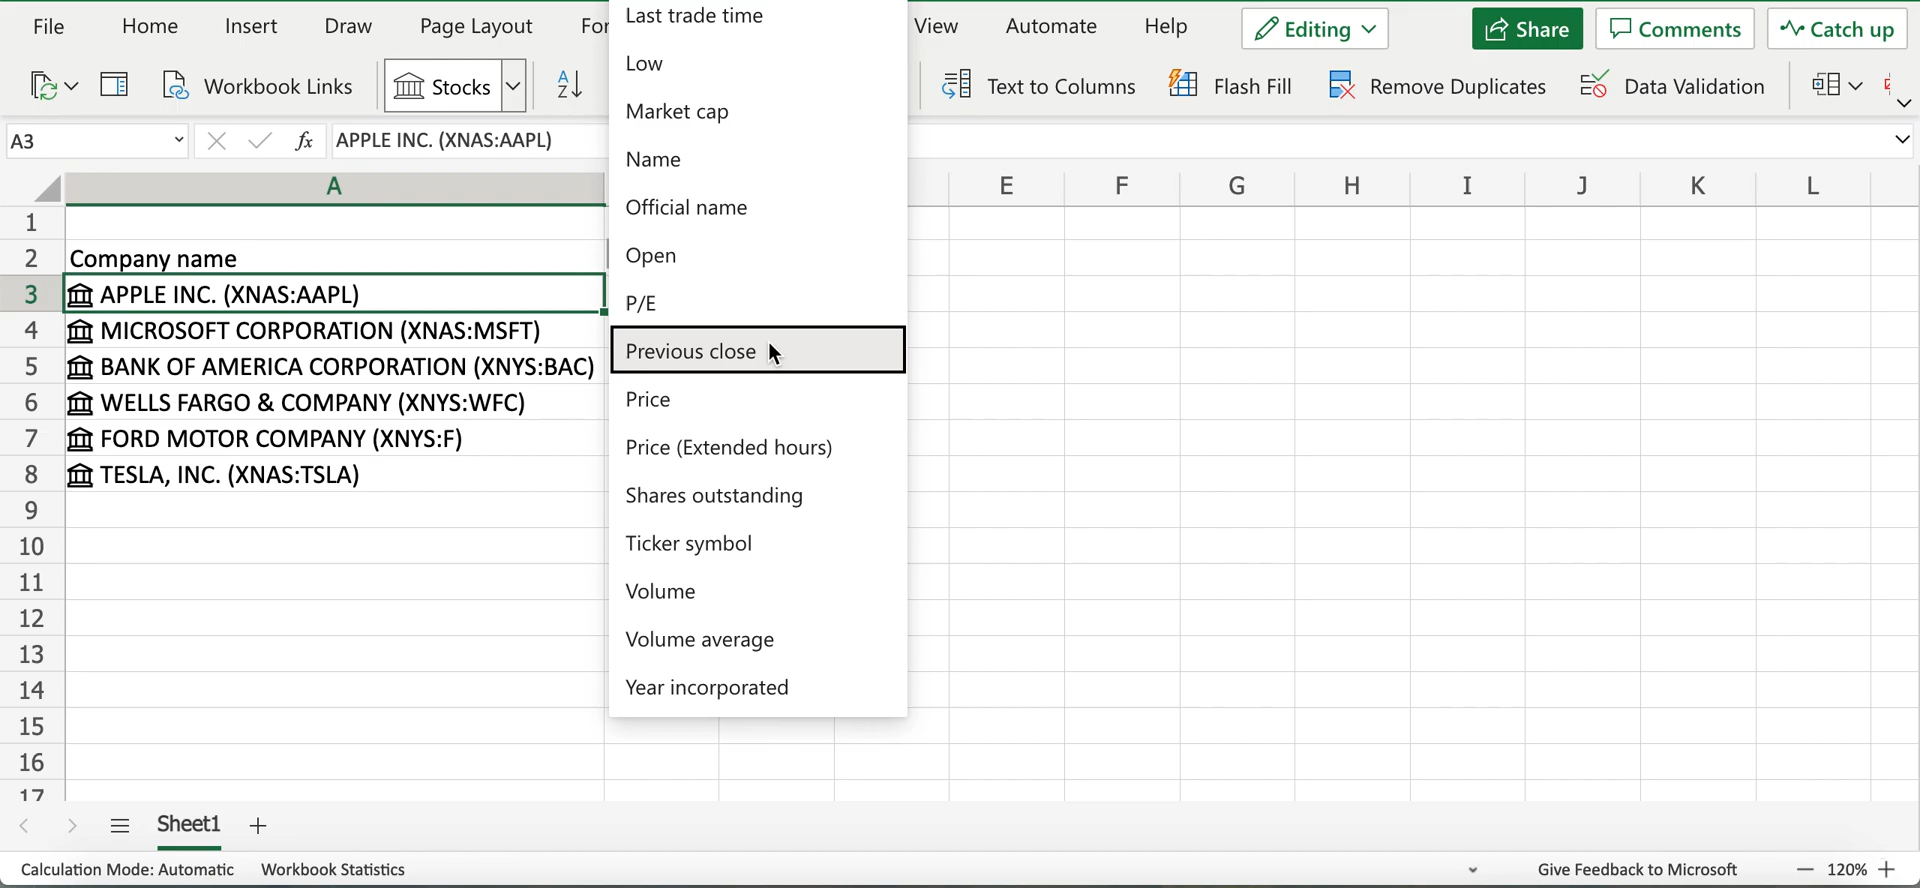 File Home Insert Draw Page Layout For View Automate Help Editing Share Comments Catch up
Workbook Links Stocks Text to Columns Flash Fill Remove Duplicates Data Validation
A3 fx APPLE INC. (XNAS:AAPL)
A E F G H I J K L
1
2 Company name
3 APPLE INC. (XNAS:AAPL)
4 MICROSOFT CORPORATION (XNAS:MSFT)
5 BANK OF AMERICA CORPORATION (XNYS:BAC)
6 WELLS FARGO & COMPANY (XNYS:WFC)
7 FORD MOTOR COMPANY (XNYS:F)
8 TESLA, INC. (XNAS:TSLA)
9
10
11
12
13
14
15
16
17
Last trade time
Low
Market cap
Name
Official name
Open
P/E
Previous close
Price
Price (Extended hours)
Shares outstanding
Ticker symbol
Volume
Volume average
Year incorporated
Sheet1
Calculation Mode: Automatic Workbook Statistics Give Feedback to Microsoft 120%